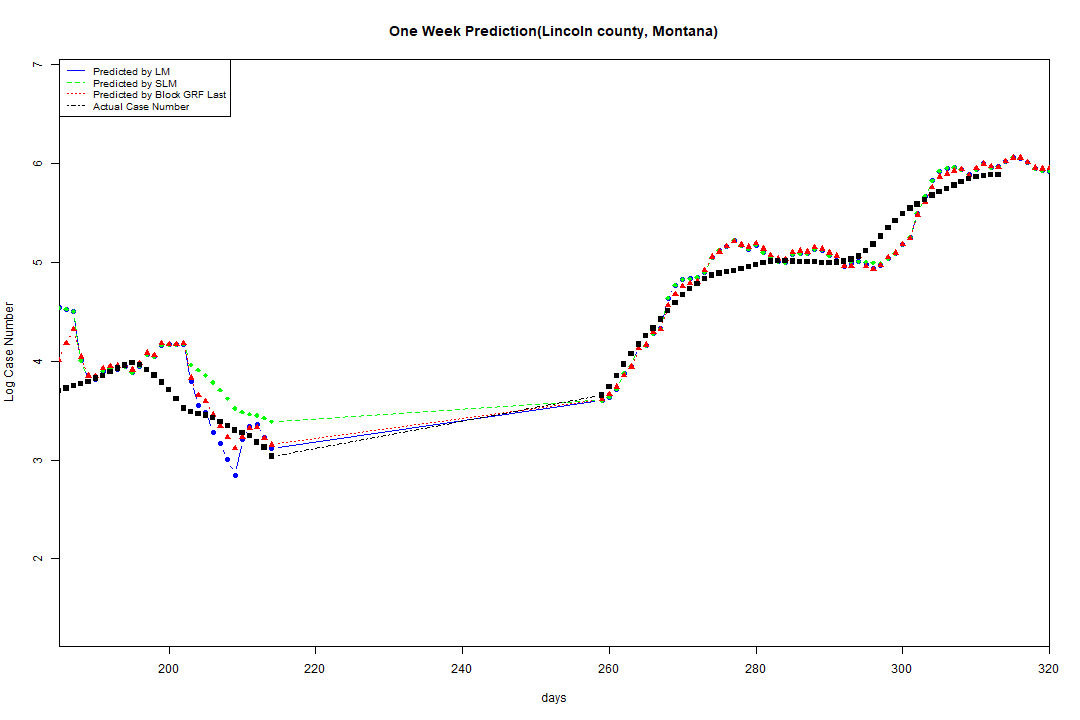 One Week Prediction(Lincoln county, Montana)
Predicted by LM
Predicted by SLM
Predicted by Block GRF Last
Actual Case Number
Log Case Number
7
6
5
4
3
2
200 220 240 260 280 300 320
days